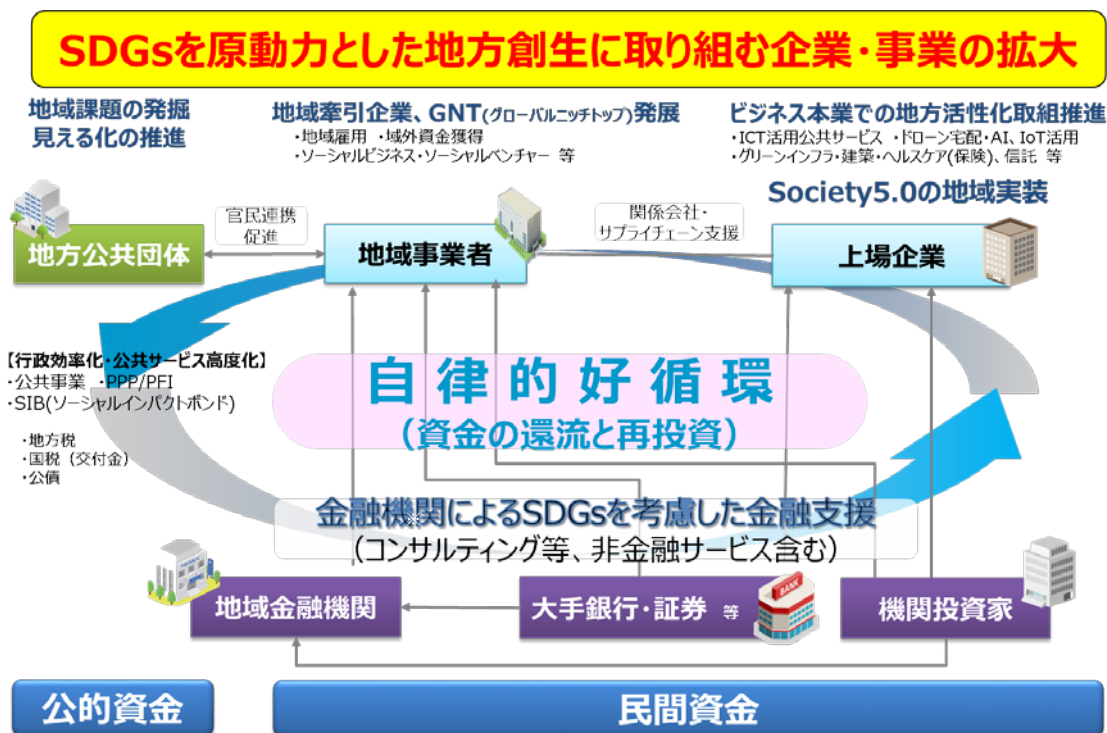 SDGsを原動力とした地方創生に取り組む企業・事業の拡大
地域課題の発掘
見える化の推進
地域牽引企業、GNT(グローバルニッチトップ)発展
・地域雇用 ・域外資金獲得
・ソーシャルビジネス・ソーシャルベンチャー 等
ビジネス本業での地方活性化取組推進
・ICT活用公共サービス ・ドローン宅配・AI、IoT活用
・グリーンインフラ・建築・ヘルスケア(保険)、信託 等
Society5.0の地域実装
地方公共団体
官民連携
促進
地域事業者
関係会社・
サプライチェーン支援
上場企業
【行政効率化・公共サービス高度化】
・公共事業 ・PPP/PFI
・SIB(ソーシャルインパクトボンド)
・地方税
・国税（交付金）
・公債
自律的好循環
（資金の還流と再投資）
金融機関によるSDGsを考慮した金融支援
（コンサルティング等、非金融サービス含む）
地域金融機関
大手銀行・証券 等
BANK
機関投資家
公的資金
民間資金